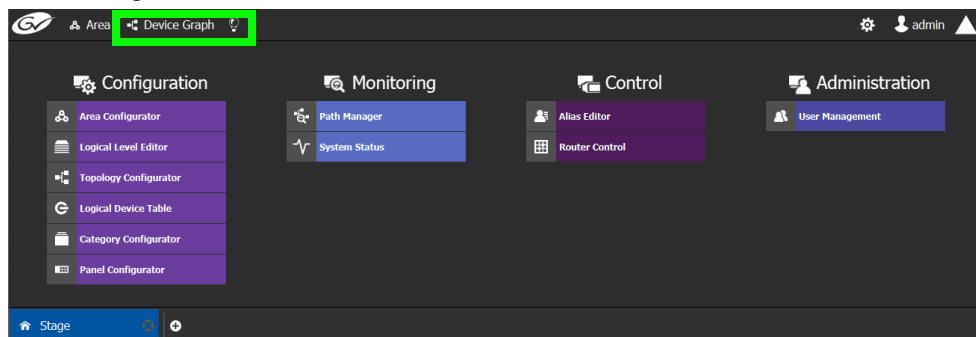 GV Area Device Graph admin
Configuration Monitoring Control Administration
Area Configurator Path Manager Alias Editor User Management
Logical Level Editor System Status Router Control
Topology Configurator
Logical Device Table
Category Configurator
Panel Configurator
Stage